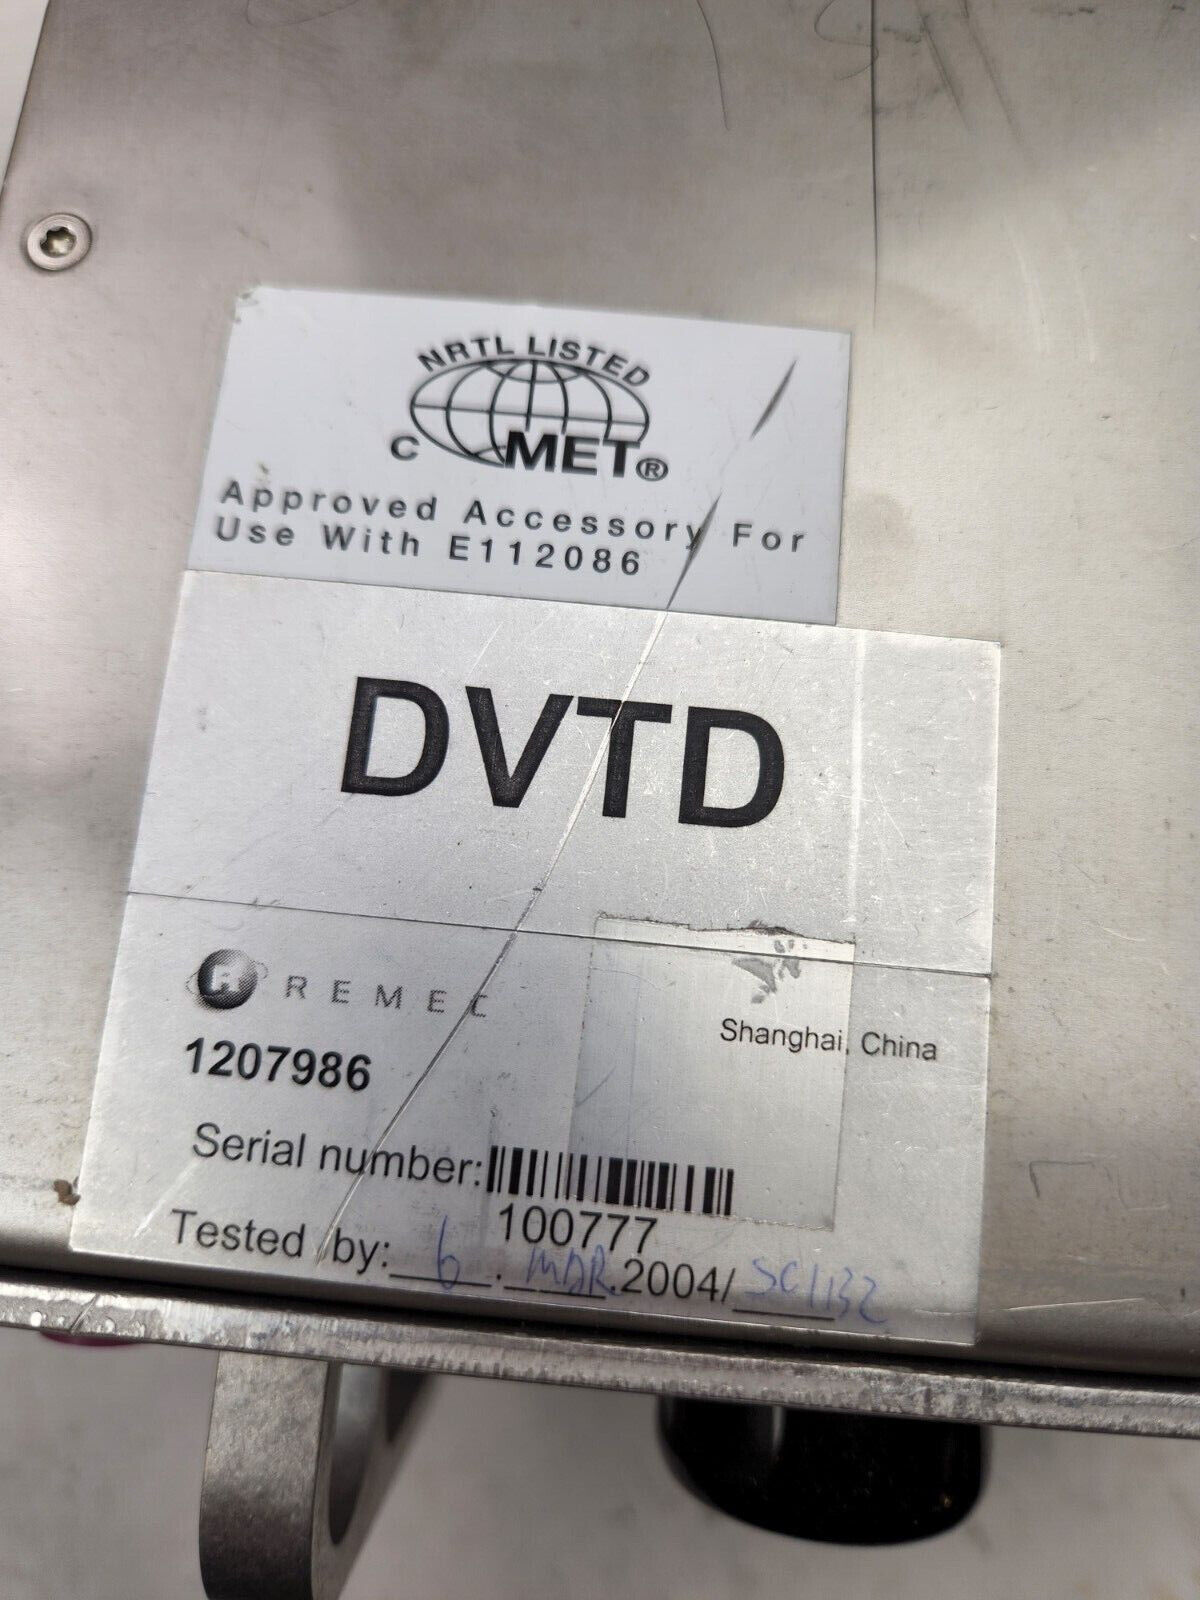 NRTL LISTED
C MET®
Approved Accessory For
Use With E112086
DVTD
REMEC
Shanghai, China
1207986
Serial number:
100777
Tested by: 6 . MAR.2004/ SC1132